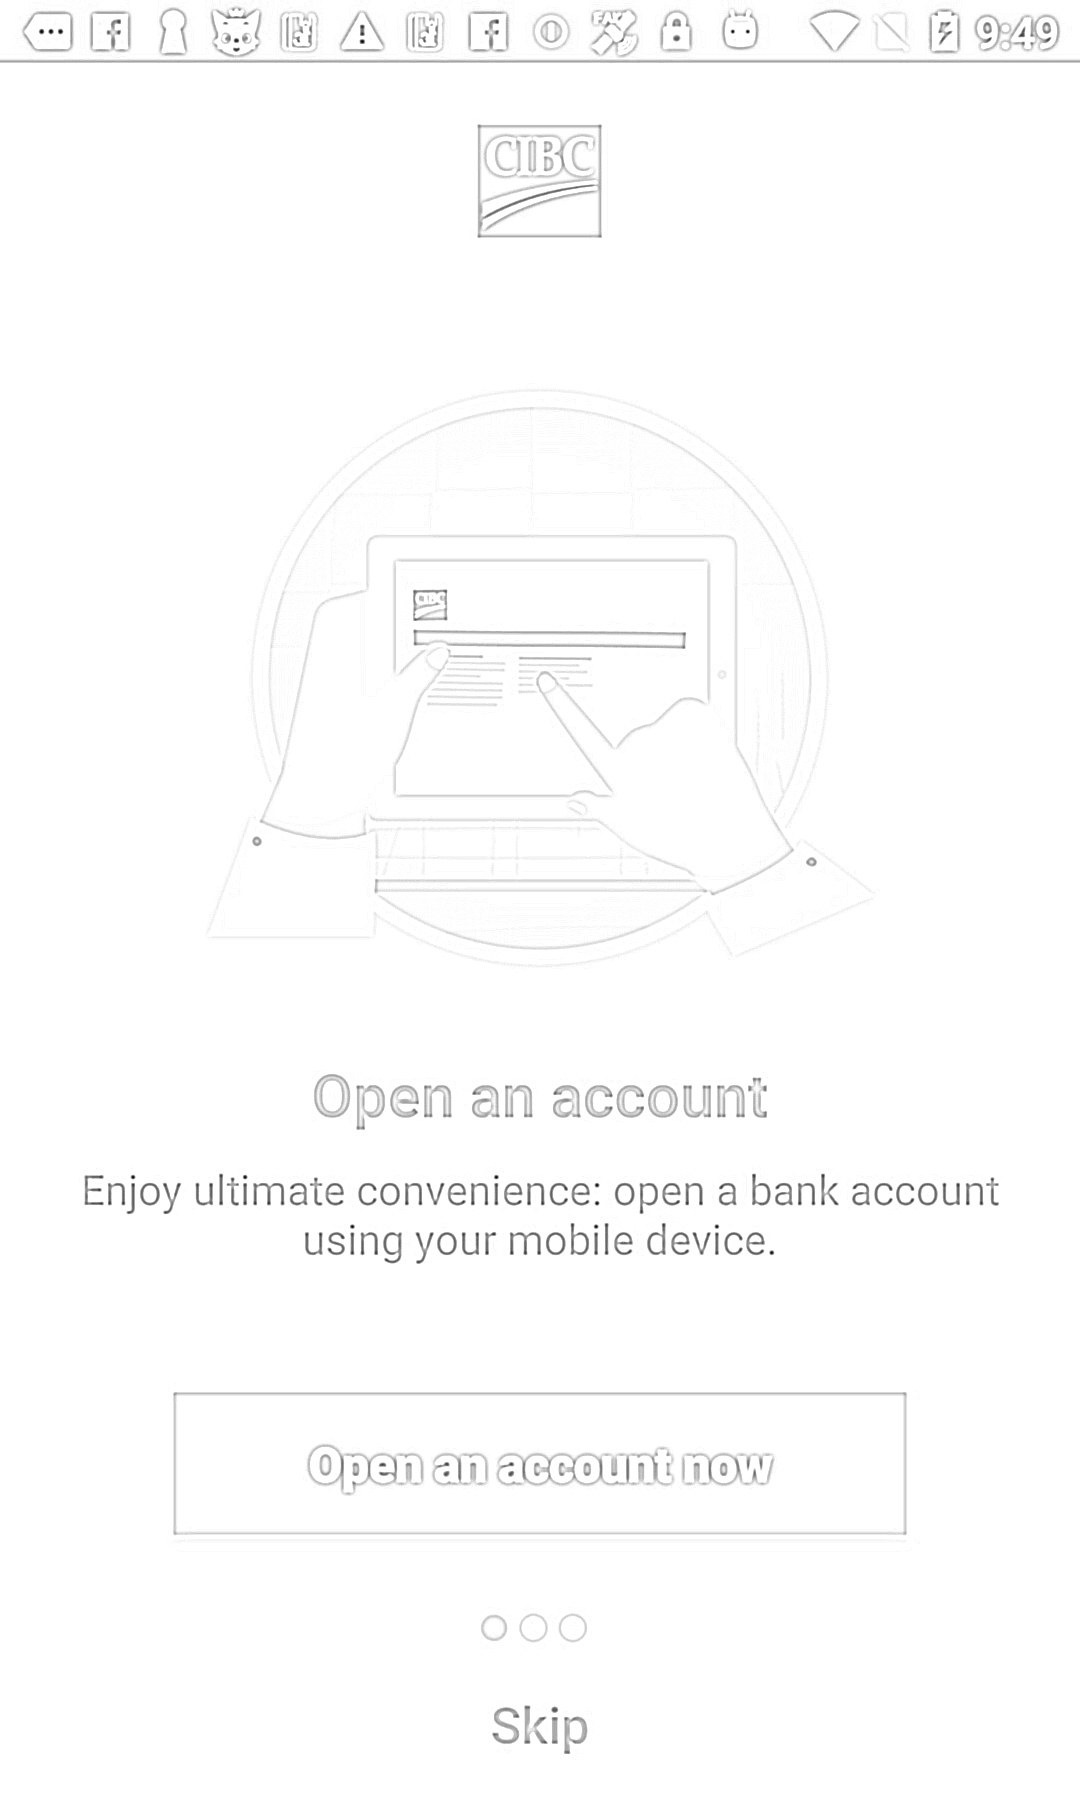 9:49
CIBC
CIBC
Open an account
Enjoy ultimate convenience: open a bank account
using your mobile device.
Open an account now
Skip